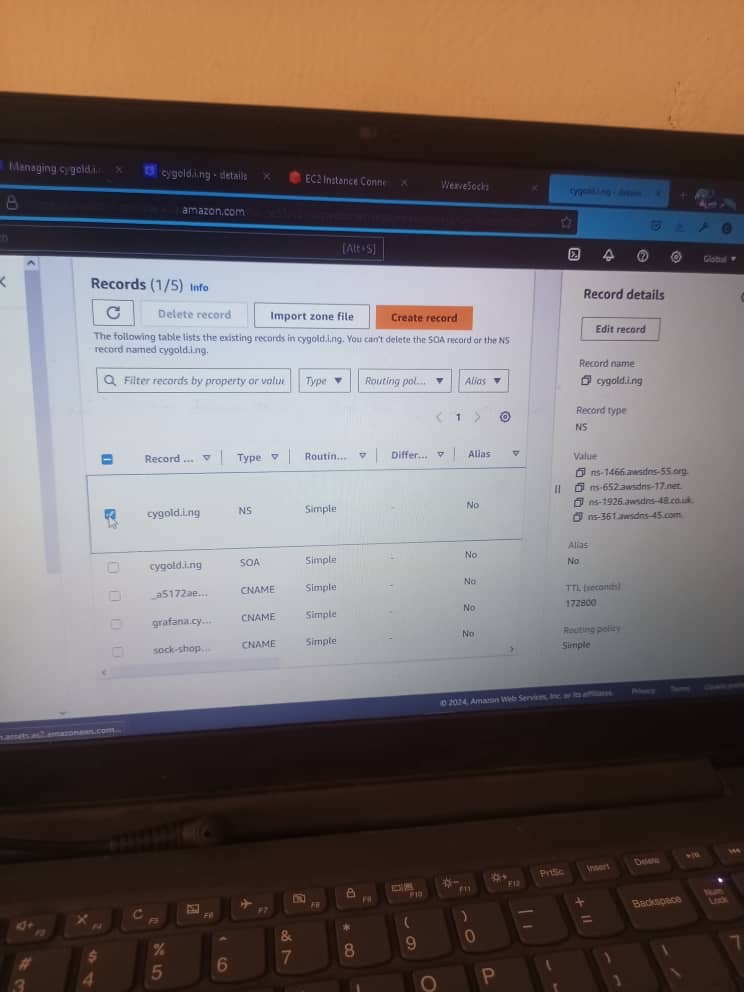 Managing cygold.i.
cygold.i.ng - details
EC2 Instance Conne
WeaveSocks
cygold.i.ng - details
amazon.com
[Alt+S]
Global
Records (1/5) Info
Delete record
Import zone file
Create record
The following table lists the existing records in cygold.i.ng. You can't delete the SOA record or the NS
record named cygold.i.ng.
Filter records by property or value
Type
Routing pol...
Alias
1
Record ...
Type
Routin...
Differ...
Alias
cygold.i.ng NS Simple - No
cygold.i.ng SOA Simple - No
_a5172ae... CNAME Simple - No
grafana.cy... CNAME Simple - No
sock-shop... CNAME Simple - No
Record details
Edit record
Record name
cygold.i.ng
Record type
NS
Value
ns-1466.awsdns-55.org.
ns-652.awsdns-17.net.
ns-1926.awsdns-48.co.uk.
ns-361.awsdns-45.com.
Alias
No
TTL (seconds)
172800
Routing policy
Simple
© 2024, Amazon Web Services, Inc. or its affiliates.
Privacy
Terms
F3 F4 F5 F6 F7 F8 F9 F10 F11 F12 PrtSc Insert Delete
# 3 $ 4 % 5 ^ 6 & 7 * 8 ( 9 ) 0 — - + = Backspace Num Lock
O P 7